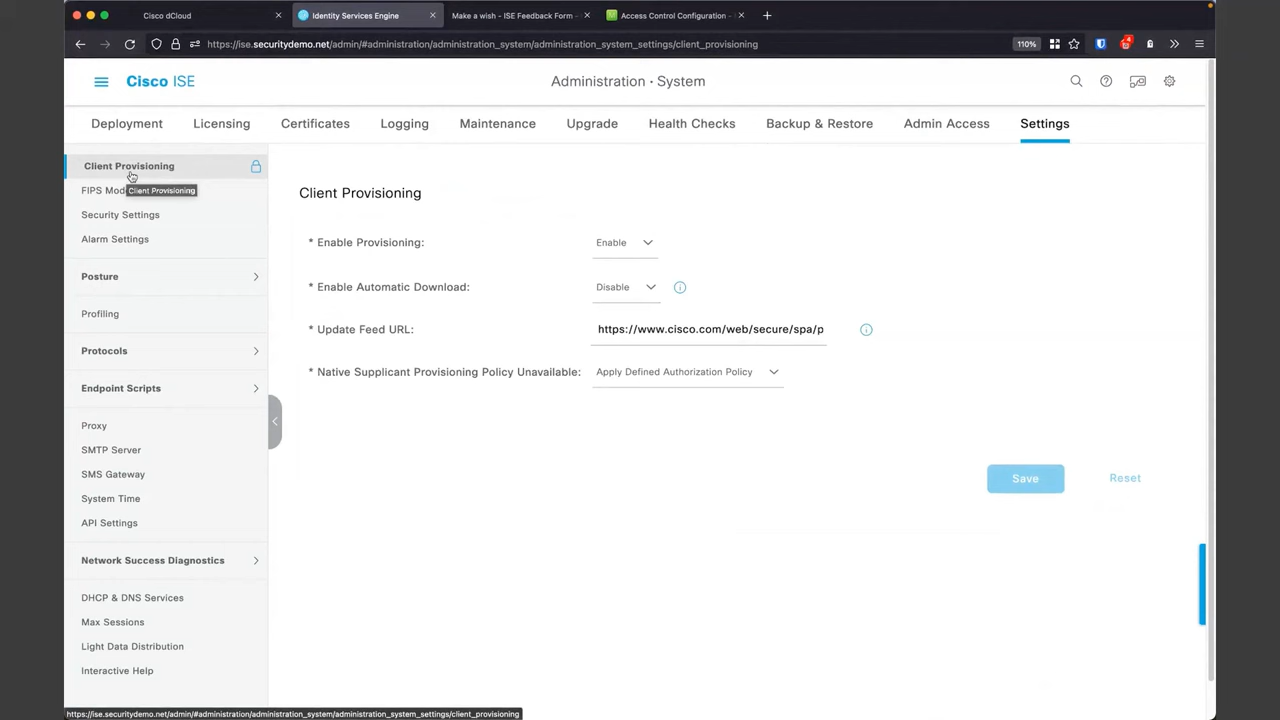 Cisco dCloud
Identity Services Engine
Make a wish - ISE Feedback Form -
Access Control Configuration -
https://ise.securitydemo.net/admin/#administration/administration_system/administration_system_settings/client_provisioning
110%
4
Cisco ISE
Administration · System
Deployment
Licensing
Certificates
Logging
Maintenance
Upgrade
Health Checks
Backup & Restore
Admin Access
Settings
Client Provisioning
FIPS Mod
Client Provisioning
Security Settings
Alarm Settings
Posture
Profiling
Protocols
Endpoint Scripts
Proxy
SMTP Server
SMS Gateway
System Time
API Settings
Network Success Diagnostics
DHCP & DNS Services
Max Sessions
Light Data Distribution
Interactive Help
Client Provisioning
* Enable Provisioning: Enable
* Enable Automatic Download: Disable
* Update Feed URL: https://www.cisco.com/web/secure/spa/p
* Native Supplicant Provisioning Policy Unavailable: Apply Defined Authorization Policy
Save
Reset
https://ise.securitydemo.net/admin/#administration/administration_system/administration_system_settings/client_provisioning